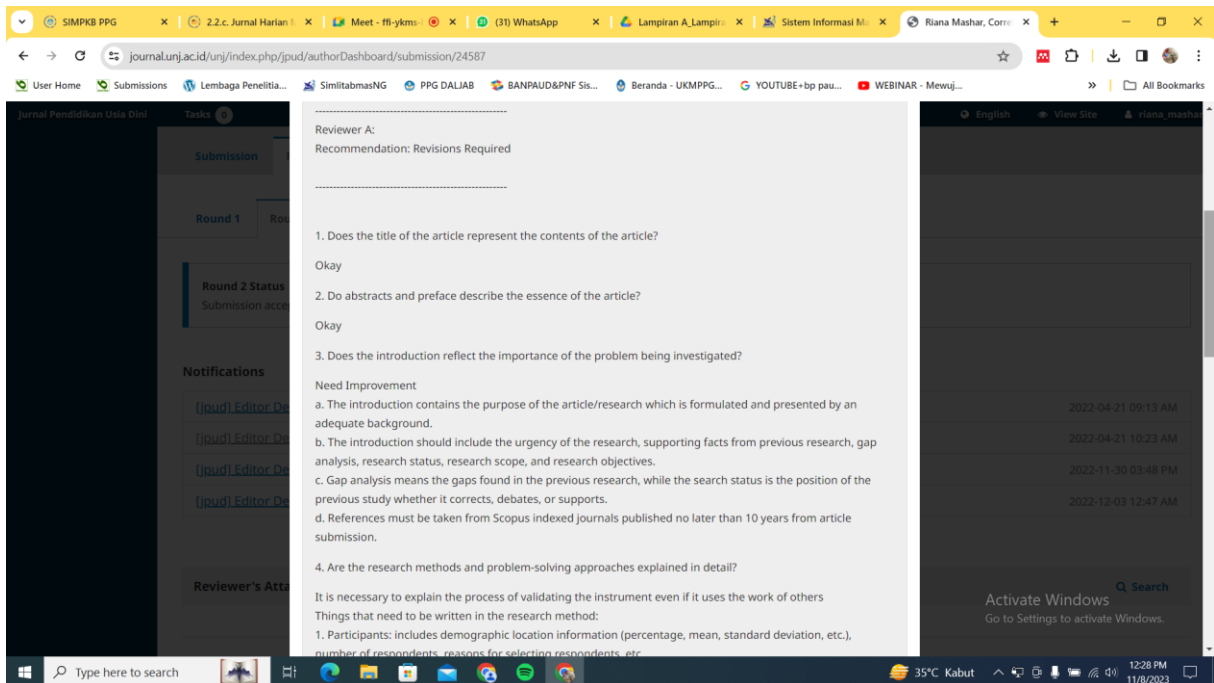 SIMPKB PPG
2.2.c. Jurnal Harian
Meet - ffi-ykms-
(31) WhatsApp
Lampiran A_Lampira
Sistem Informasi Ma
Riana Mashar, Corre
journal.unj.ac.id/unj/index.php/jpud/authorDashboard/submission/24587
User Home
Submissions
Lembaga Penelitia...
SimlitabmasNG
PPG DALJAB
BANPAUD&PNF Sis...
Beranda - UKMPPG...
YOUTUBE+bp pau...
WEBINAR - Mewuj...
All Bookmarks
Jurnal Pendidikan Usia Dini
Tasks 0
English
View Site
riana_mashar
Submission
Round 1
Rou
Round 2 Status
Submission acce
Notifications
[jpud] Editor De
2022-04-21 09:13 AM
[jpud] Editor De
2022-04-21 10:23 AM
[jpud] Editor De
2022-11-30 03:48 PM
[jpud] Editor De
2022-12-03 12:47 AM
Reviewer's Atta
Search
------------------------------------------------------
Reviewer A:
Recommendation: Revisions Required
------------------------------------------------------
1. Does the title of the article represent the contents of the article?
Okay
2. Do abstracts and preface describe the essence of the article?
Okay
3. Does the introduction reflect the importance of the problem being investigated?
Need Improvement
a. The introduction contains the purpose of the article/research which is formulated and presented by an
adequate background.
b. The introduction should include the urgency of the research, supporting facts from previous research, gap
analysis, research status, research scope, and research objectives.
c. Gap analysis means the gaps found in the previous research, while the search status is the position of the
previous study whether it corrects, debates, or supports.
d. References must be taken from Scopus indexed journals published no later than 10 years from article
submission.
4. Are the research methods and problem-solving approaches explained in detail?
It is necessary to explain the process of validating the instrument even if it uses the work of others
Things that need to be written in the research method:
1. Participants: includes demographic location information (percentage, mean, standard deviation, etc.),
number of respondents, reasons for selecting respondents, etc
Activate Windows
Go to Settings to activate Windows.
Type here to search
35°C Kabut
12:28 PM
11/8/2023